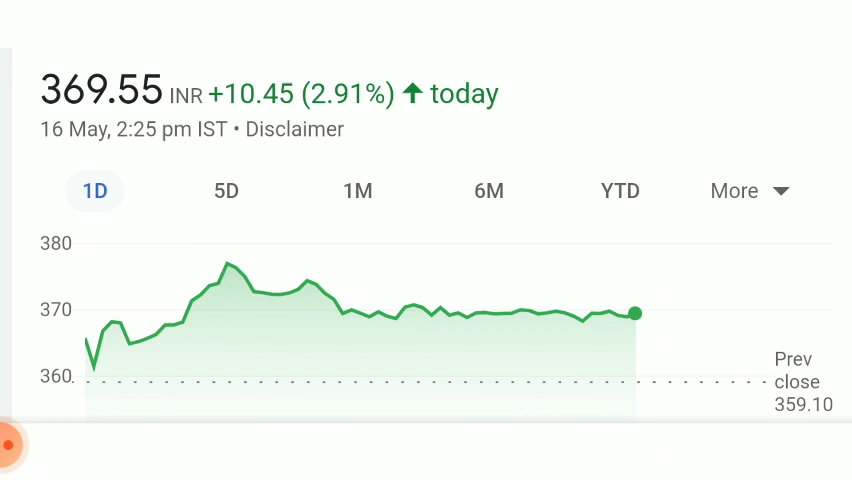 369.55 INR +10.45 (2.91%) ↑ today
16 May, 2:25 pm IST • Disclaimer
1D 5D 1M 6M YTD More
380
370
360
Prev
close
359.10